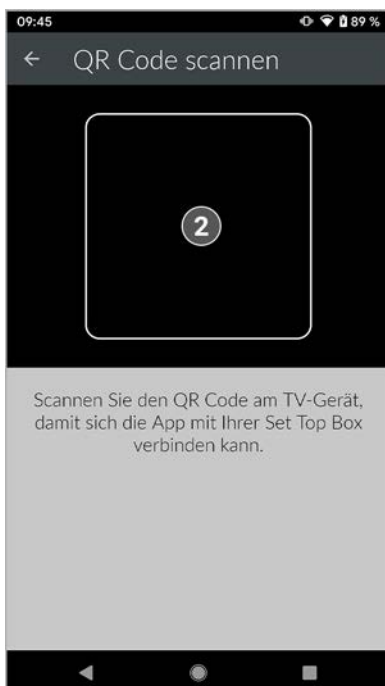 09:45 89 %
QR Code scannen
2
Scannen Sie den QR Code am TV-Gerät,
damit sich die App mit Ihrer Set Top Box
verbinden kann.